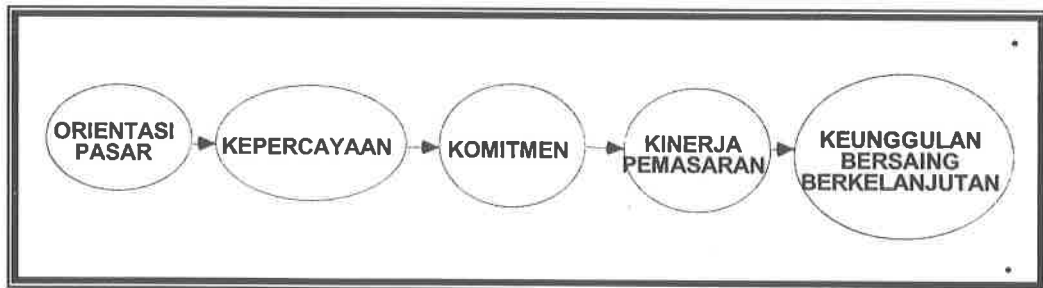 ORIENTASI
PASAR
KEPERCAYAAN
KOMITMEN
KINERJA
PEMASARAN
KEUNGGULAN
BERSAING
BERKELANJUTAN